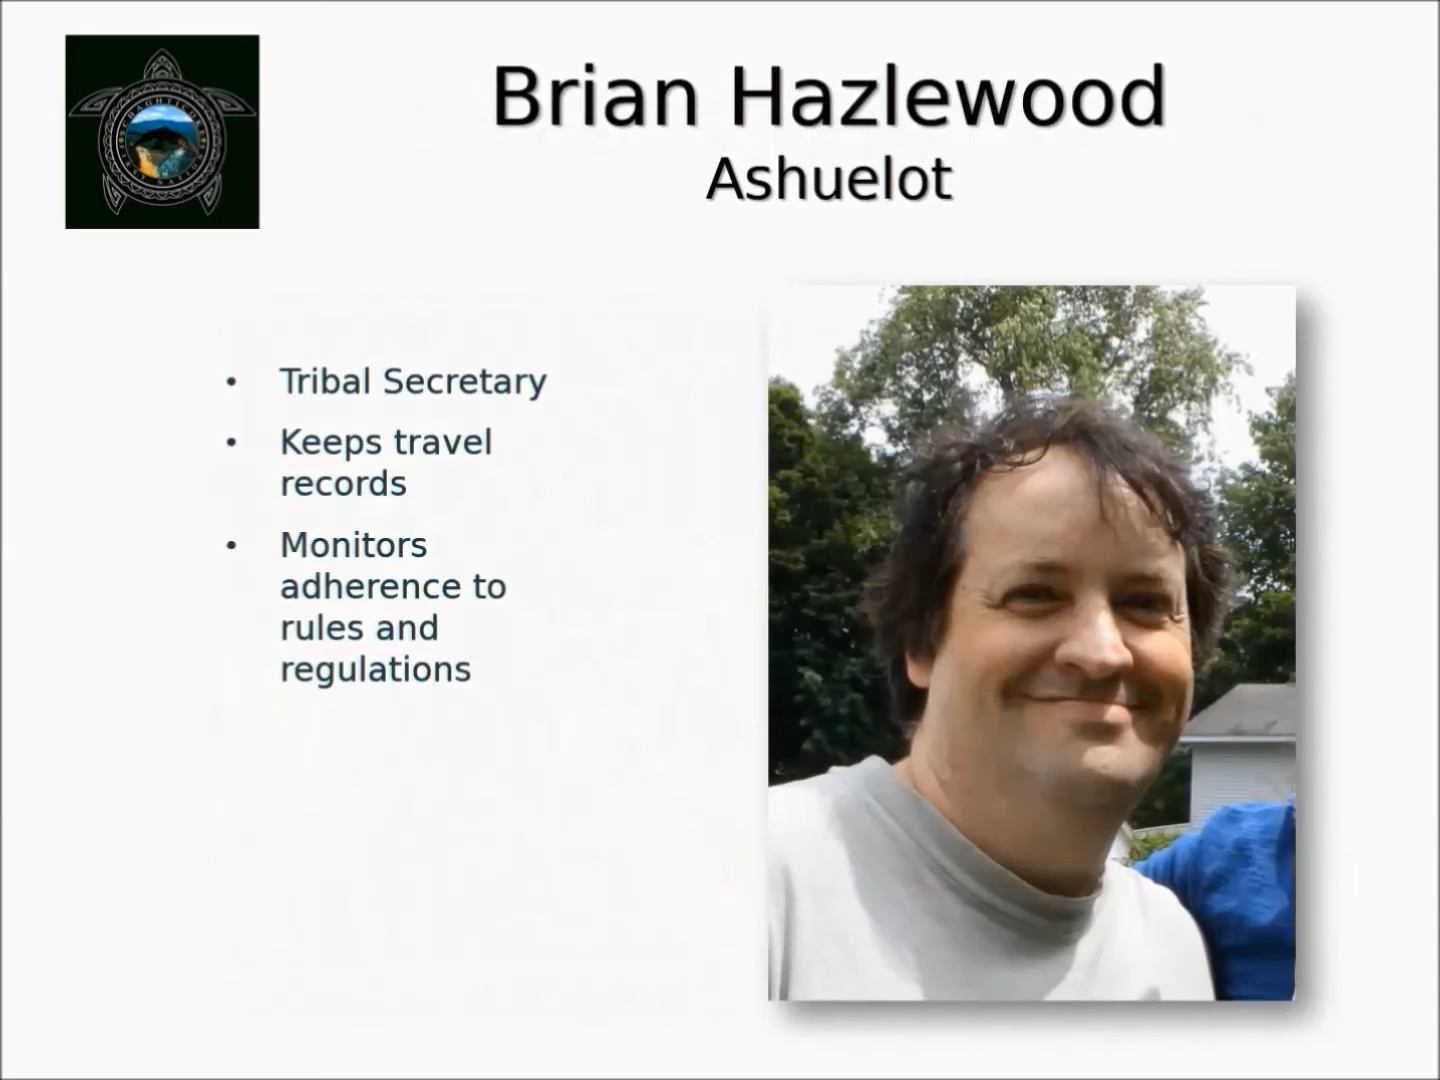 Brian Hazlewood
Ashuelot
• Tribal Secretary
• Keeps travel
records
• Monitors
adherence to
rules and
regulations